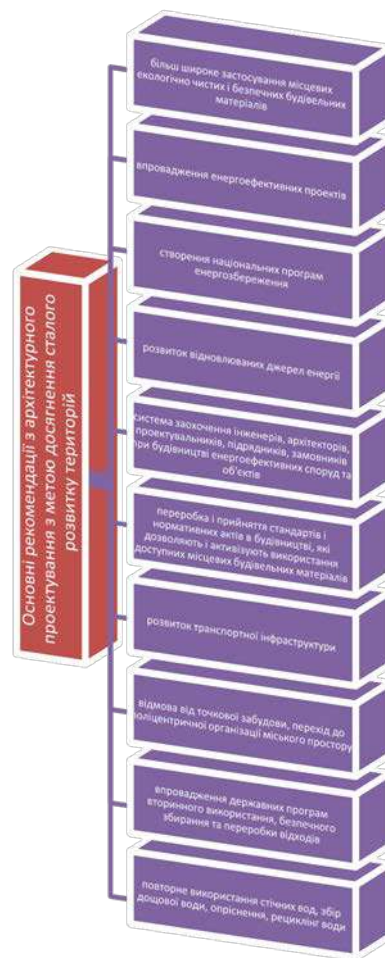 Основні рекомендації з архітектурного
проектування з метою досягнення сталого
розвитку територій
більш широке застосування місцевих
екологічно чистих і безпечних будівельних
матеріалів
впровадження енергоефективних проектів
створення національних програм
енергозбереження
розвиток відновлюваних джерел енергії
система заохочення інженерів, архітекторів,
проектувальників, підрядників, замовників
при будівництві енергоефективних споруд та
об'єктів
переробка і прийняття стандартів і
нормативних актів в будівництві, які
дозволяють і активізують використання
доступних місцевих будівельних матеріалів
розвиток транспортної інфраструктури
відмова від точкової забудови, перехід до
поліцентричної організації міського простору
впровадження державних програм
вторинного використання, безпечного
збирання та переробки відходів
повторне використання стічних вод, збір
дощової води, опріснення, рециклінг води